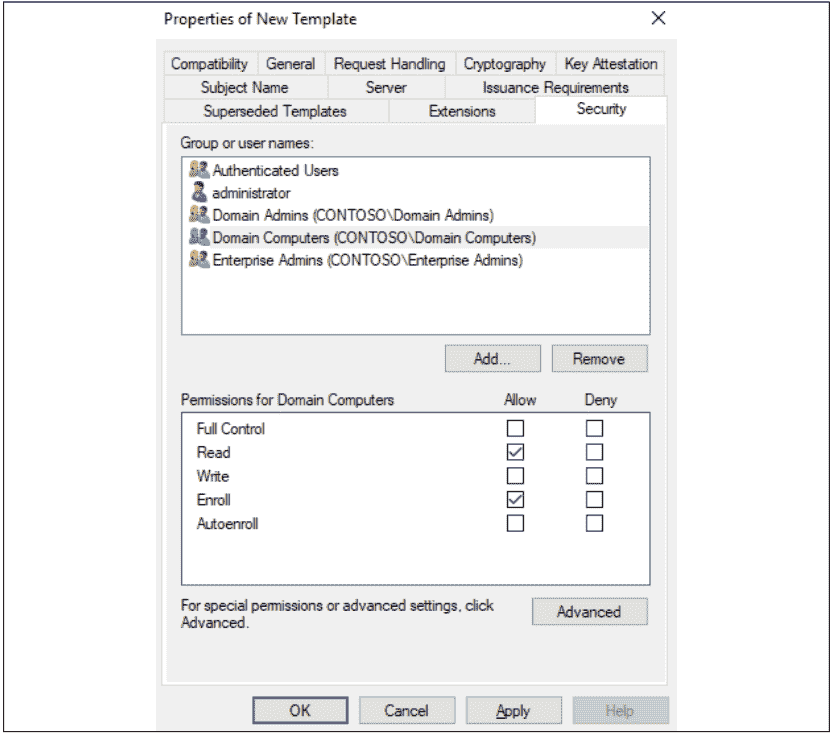 Properties of New Template
Compatibility General Request Handling Cryptography Key Attestation
Subject Name Server Issuance Requirements
Superseded Templates Extensions Security
Group or user names:
Authenticated Users
administrator
Domain Admins (CONTOSO\Domain Admins)
Domain Computers (CONTOSO\Domain Computers)
Enterprise Admins (CONTOSO\Enterprise Admins)
Add... Remove
Permissions for Domain Computers Allow Deny
Full Control
Read
Write
Enroll
Autoenroll
For special permissions or advanced settings, click
Advanced.
Advanced
OK Cancel Apply Help